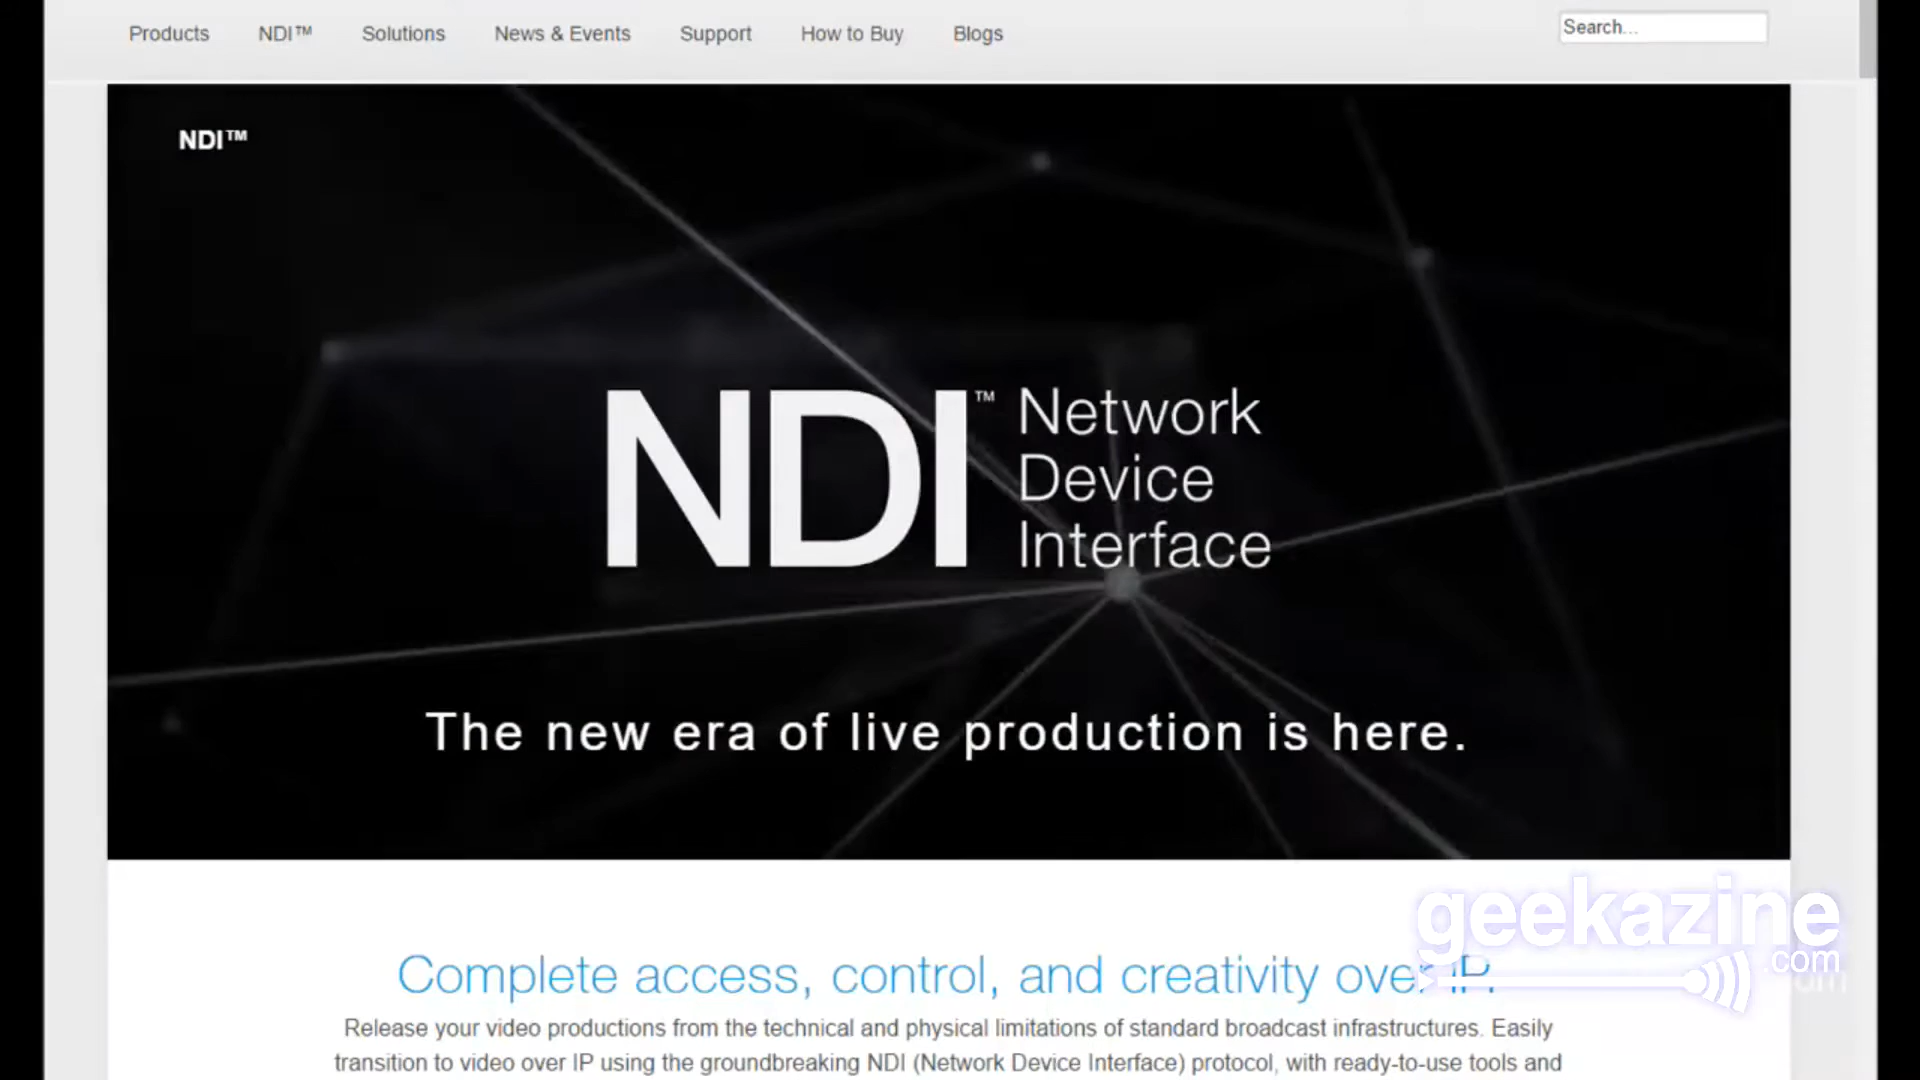 Products NDI™ Solutions News & Events Support How to Buy Blogs Search...
NDI™
NDI™ Network
Device
Interface
The new era of live production is here.
Complete access, control, and creativity over IP.
Release your video productions from the technical and physical limitations of standard broadcast infrastructures. Easily
transition to video over IP using the groundbreaking NDI (Network Device Interface) protocol, with ready-to-use tools and
geekazine
.com